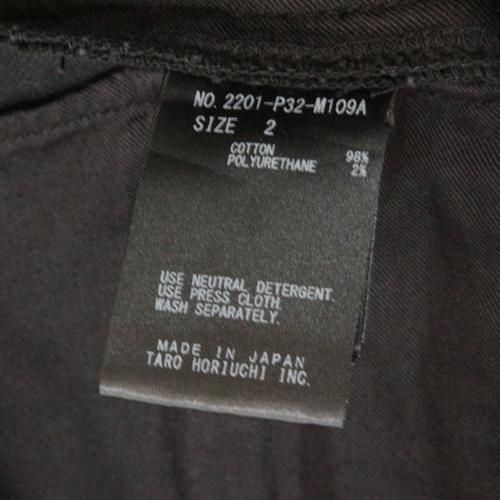 NO. 2201-P32-M109A
SIZE 2
COTTON 98%
POLYURETHANE 2%
USE NEUTRAL DETERGENT.
USE PRESS CLOTH
WASH SEPARATELY.
MADE IN JAPAN
TARO HORIUCHI INC.